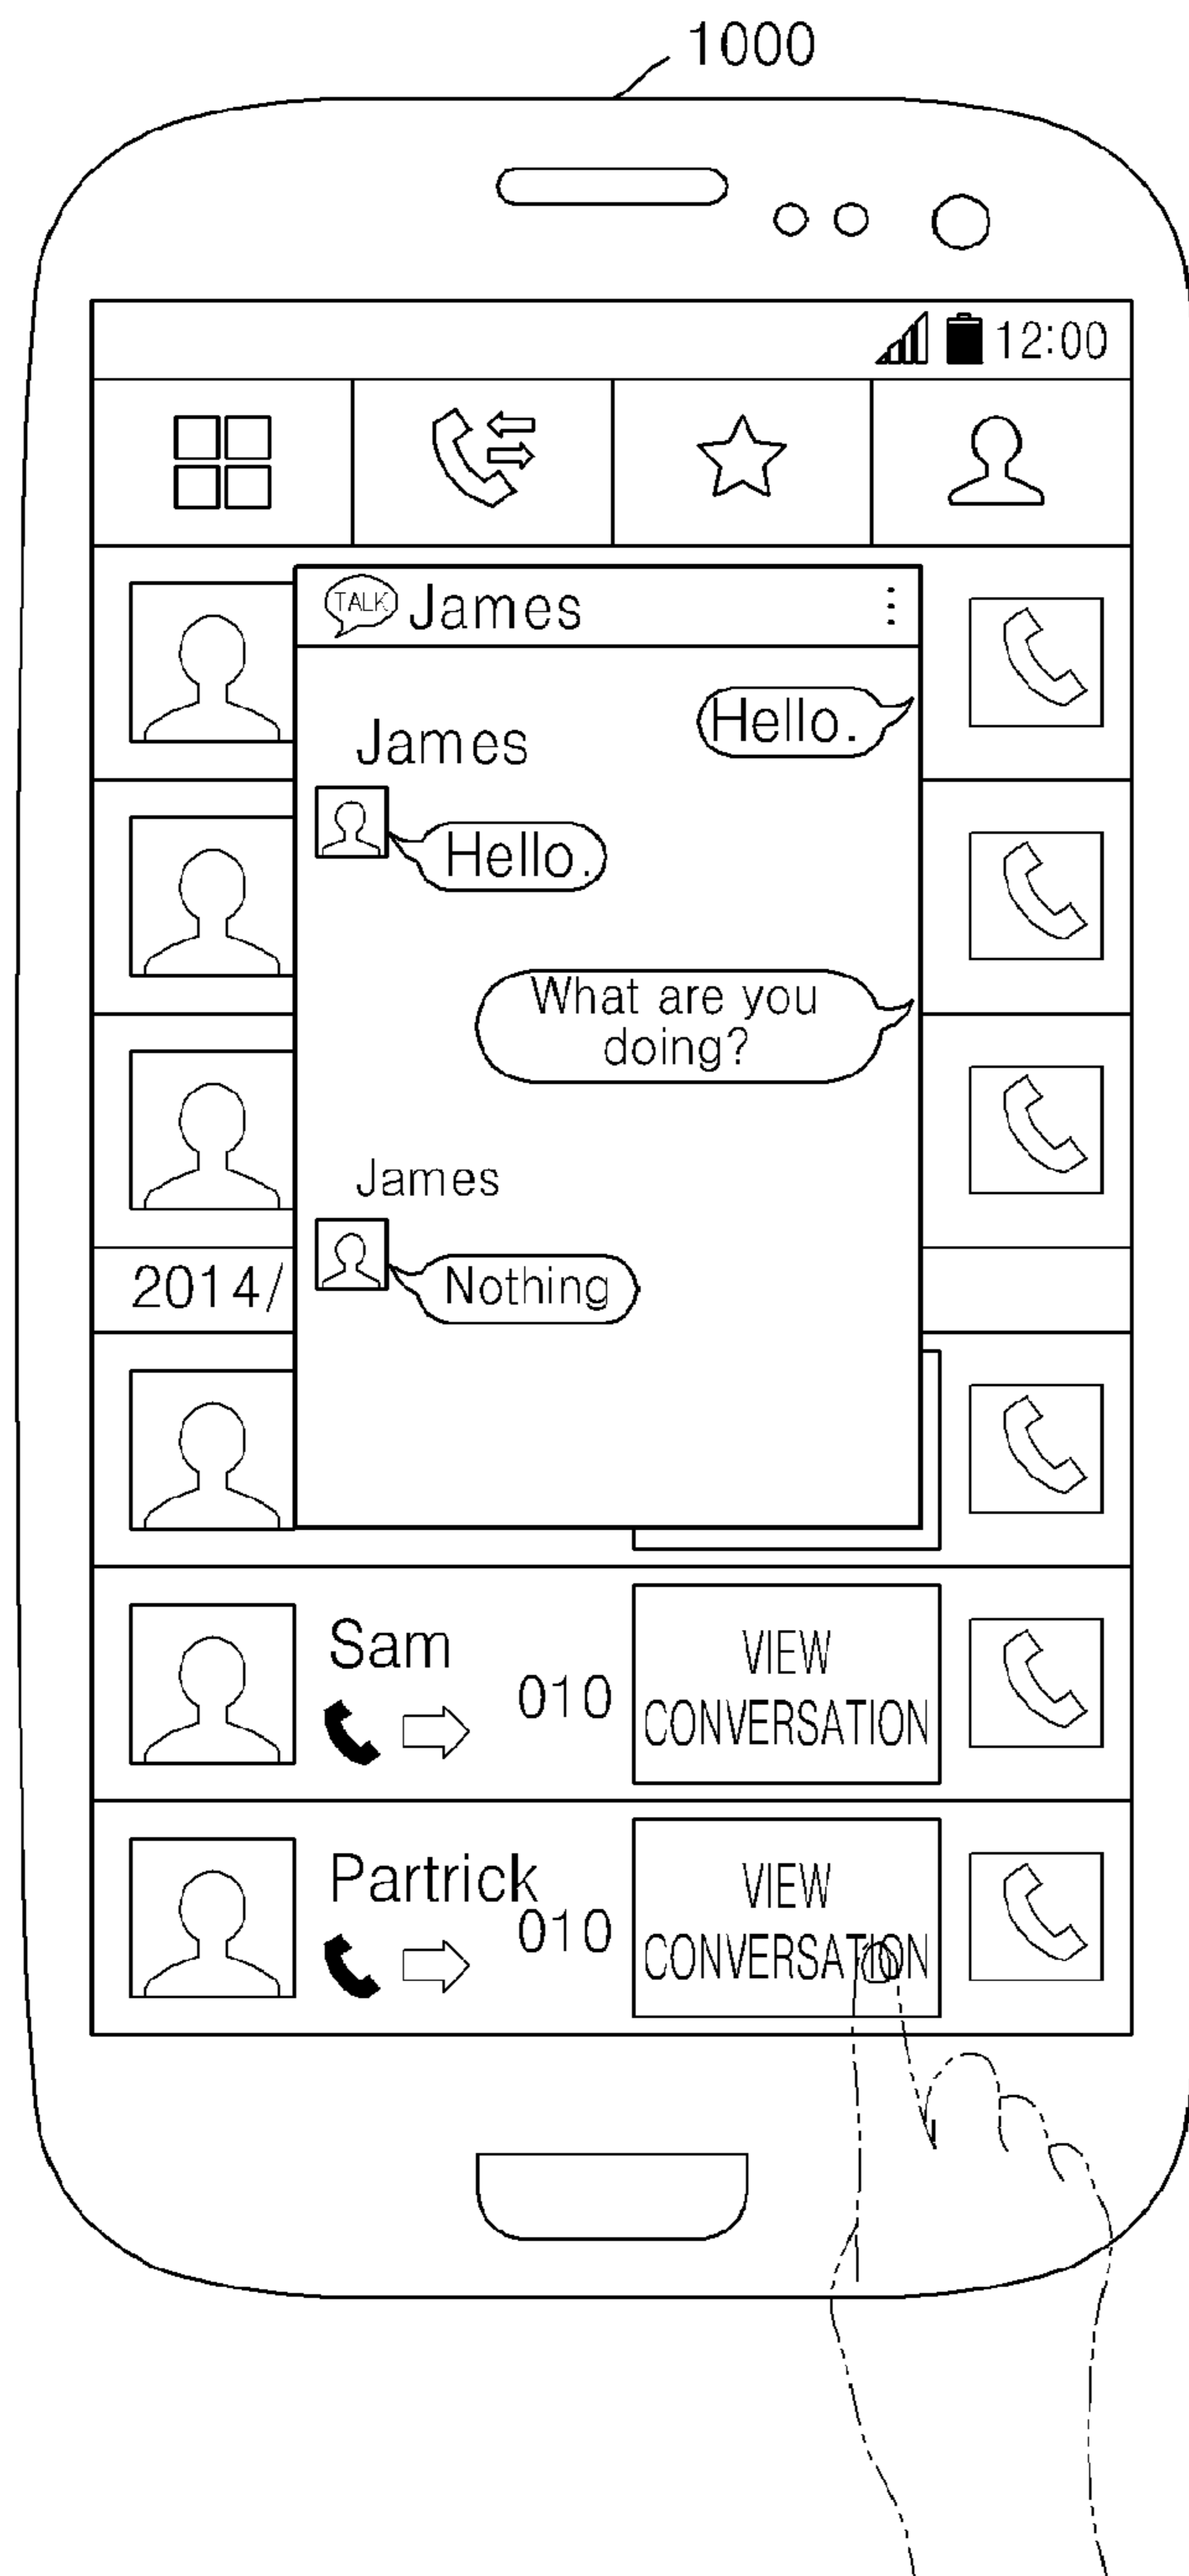 1000
12:00
TALK James
Hello.
James
Hello.
What are you
doing?
James
Nothing
2014/
Sam
010
VIEW
CONVERSATION
Partrick
010
VIEW
CONVERSATION